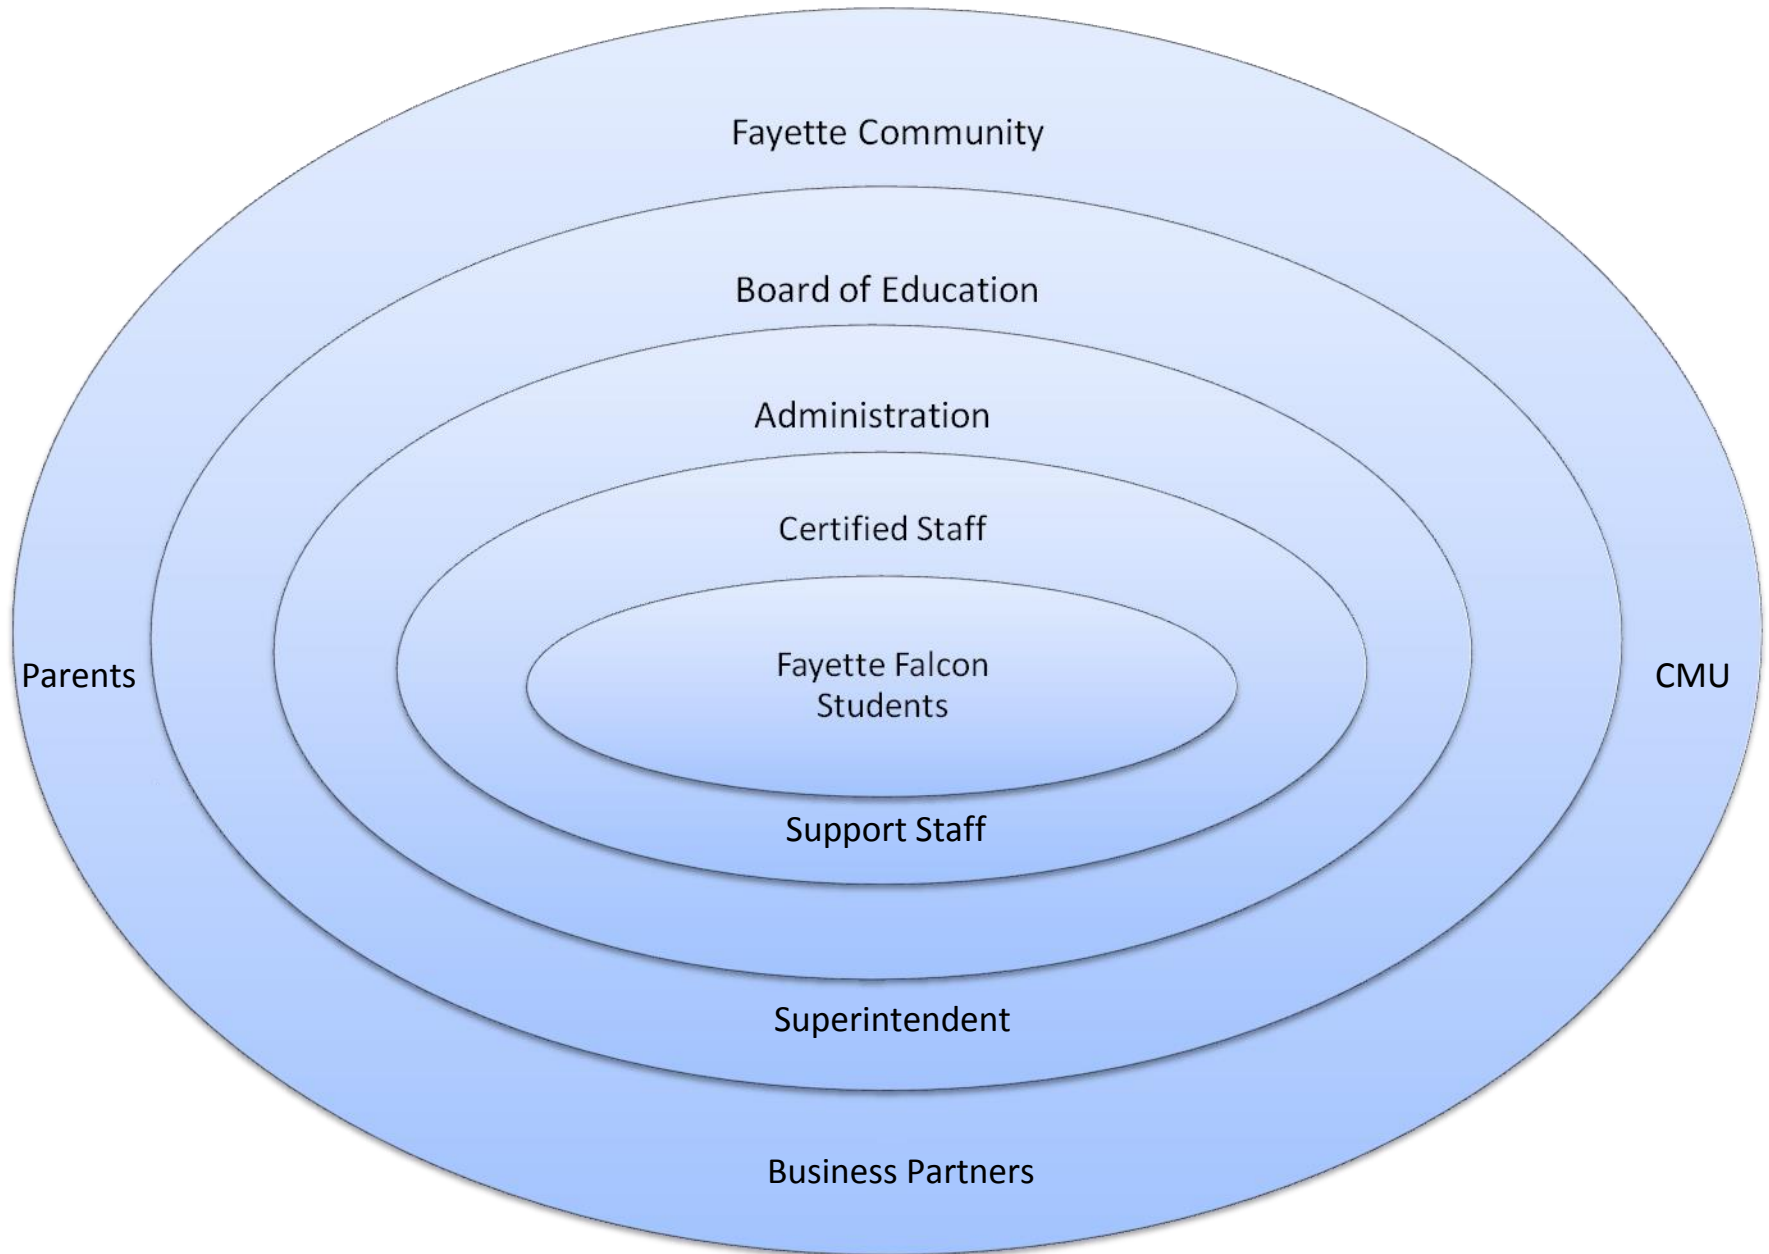 Fayette Community
Board of Education
Administration
Certified Staff
Fayette Falcon
Students
Parents
CMU
Support Staff
Superintendent
Business Partners